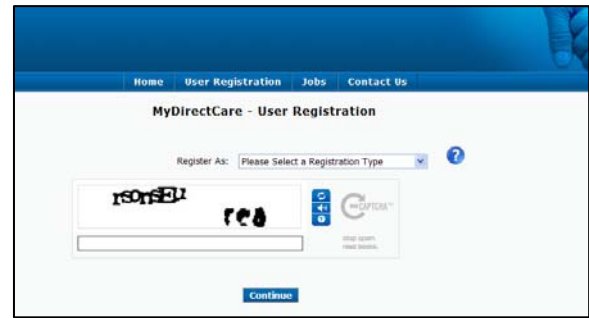 Home User Registration Jobs Contact Us
MyDirectCare - User Registration
Register As: Please Select a Registration Type
?
CAPTCHA™
stop spam.
read books.
Continue